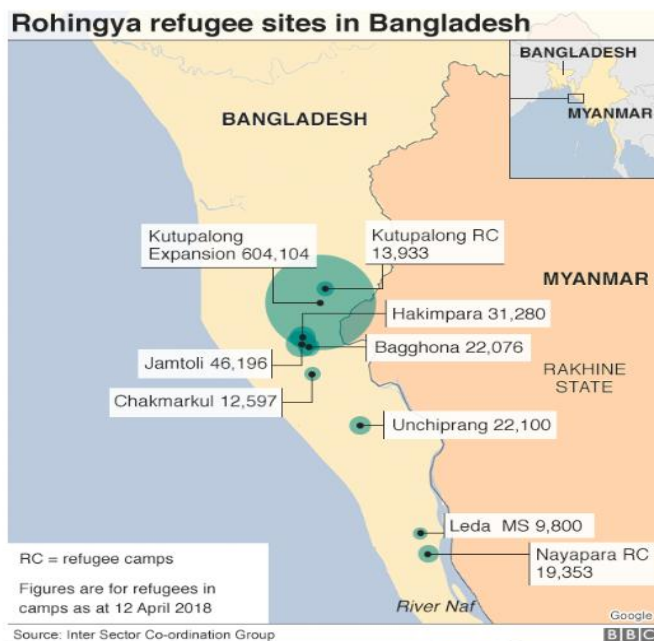 Rohingya refugee sites in Bangladesh
BANGLADESH
MYANMAR
BANGLADESH
Kutupalong
Expansion 604,104
Kutupalong RC
13,933
MYANMAR
Hakimpara 31,280
Bagghona 22,076
Jamtoli 46,196
RAKHINE
STATE
Chakmarkul 12,597
Unchiprang 22,100
Leda MS 9,800
Nayapara RC
19,353
RC = refugee camps
Figures are for refugees in
camps as at 12 April 2018
River Naf
Google
Source: Inter Sector Co-ordination Group
BBC